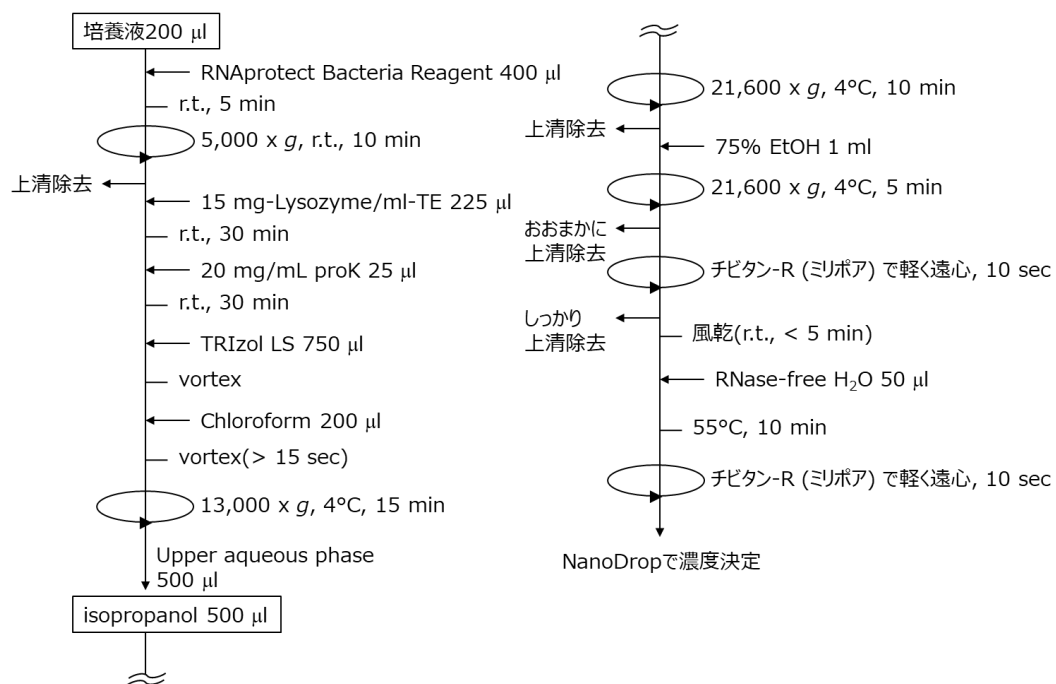 培養液200 μl
RNAprotect Bacteria Reagent 400 μl
r.t., 5 min
5,000 x g, r.t., 10 min
上清除去
15 mg-Lysozyme/ml-TE 225 μl
r.t., 30 min
20 mg/mL proK 25 μl
r.t., 30 min
TRIzol LS 750 μl
vortex
Chloroform 200 μl
vortex(> 15 sec)
13,000 x g, 4°C, 15 min
Upper aqueous phase
500 μl
isopropanol 500 μl
21,600 x g, 4°C, 10 min
上清除去
75% EtOH 1 ml
21,600 x g, 4°C, 5 min
おおまかに
上清除去
チビタン-R (ミリポア) で軽く遠心, 10 sec
しっかり
上清除去
風乾(r.t., < 5 min)
RNase-free H₂O 50 μl
55°C, 10 min
チビタン-R (ミリポア) で軽く遠心, 10 sec
NanoDropで濃度決定